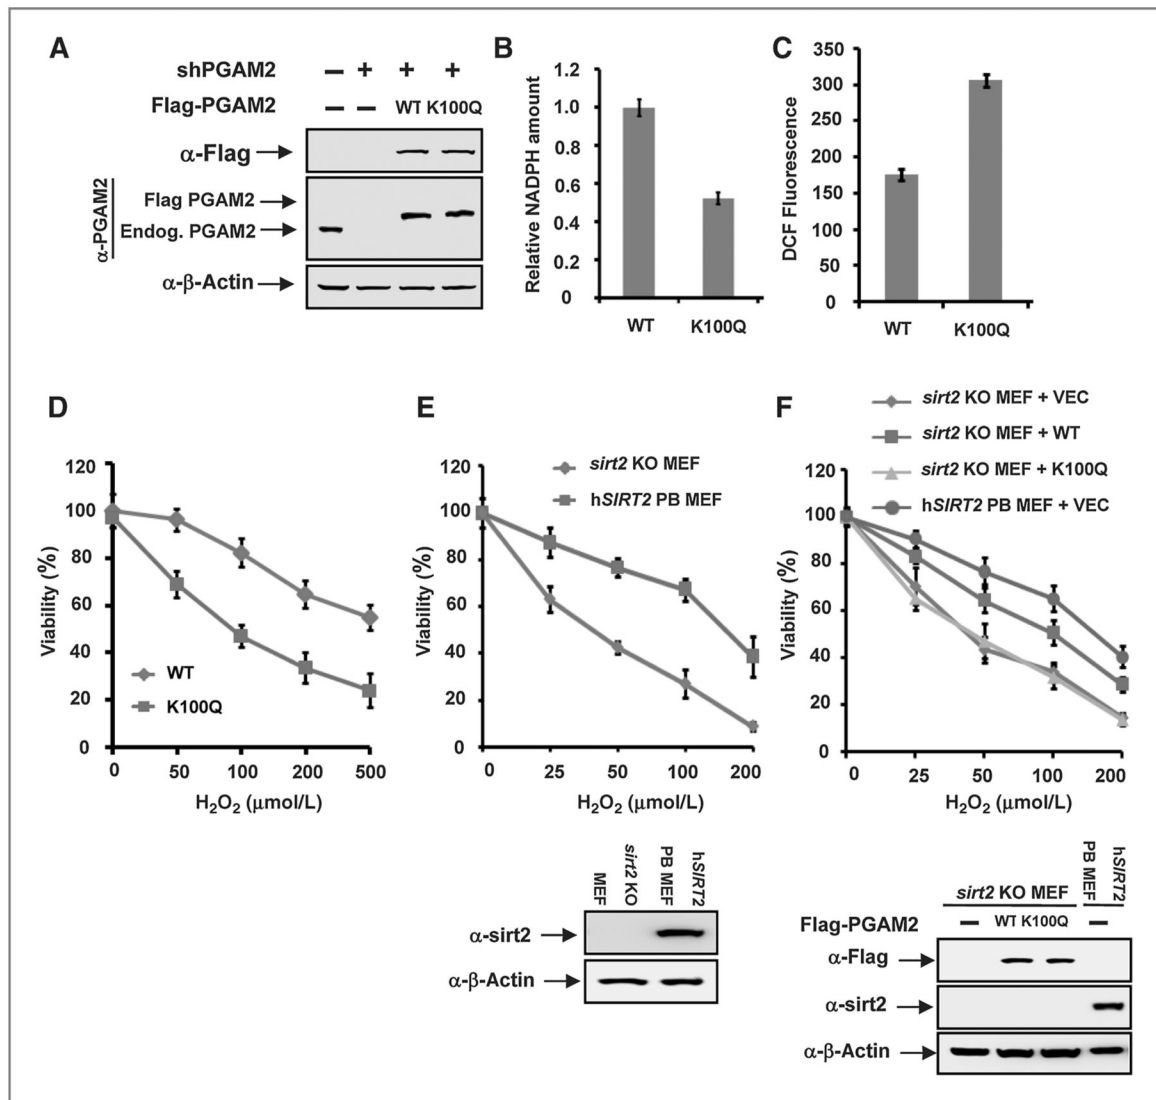 A
shPGAM2 – + + +
Flag-PGAM2 – – WT K100Q
α-Flag
α-PGAM2
Flag PGAM2
Endog. PGAM2
α-β-Actin
B
Relative NADPH amount
1.2
1.0
0.8
0.6
0.4
0.2
0
WT K100Q
C
DCF Fluorescence
350
300
250
200
150
100
50
0
WT K100Q
D
Viability (%)
120
100
80
60
40
20
0
WT
K100Q
0 50 100 200 500
H2O2 (μmol/L)
E
sirt2 KO MEF
hSIRT2 PB MEF
Viability (%)
120
100
80
60
40
20
0
0 25 50 100 200
H2O2 (μmol/L)
MEF
sirt2 KO
PB MEF
hSIRT2
α-sirt2
α-β-Actin
F
sirt2 KO MEF + VEC
sirt2 KO MEF + WT
sirt2 KO MEF + K100Q
hSIRT2 PB MEF + VEC
Viability (%)
120
100
80
60
40
20
0
0 25 50 100 200
H2O2 (μmol/L)
sirt2 KO MEF
PB MEF
hSIRT2
Flag-PGAM2 – WT K100Q –
α-Flag
α-sirt2
α-β-Actin